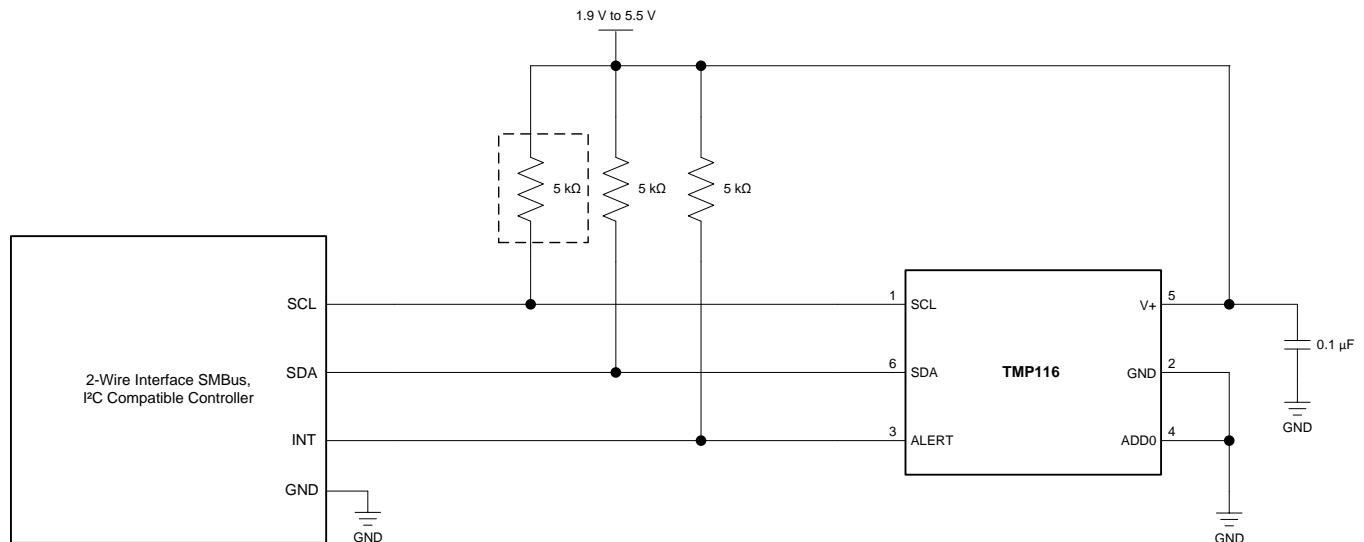 1.9 V to 5.5 V
5 kΩ
5 kΩ
5 kΩ
2-Wire Interface SMBus,
I²C Compatible Controller
SCL
SDA
INT
GND
GND
1
6
3
SCL
SDA
ALERT
TMP116
V+
GND
ADD0
5
2
4
0.1 µF
GND
GND